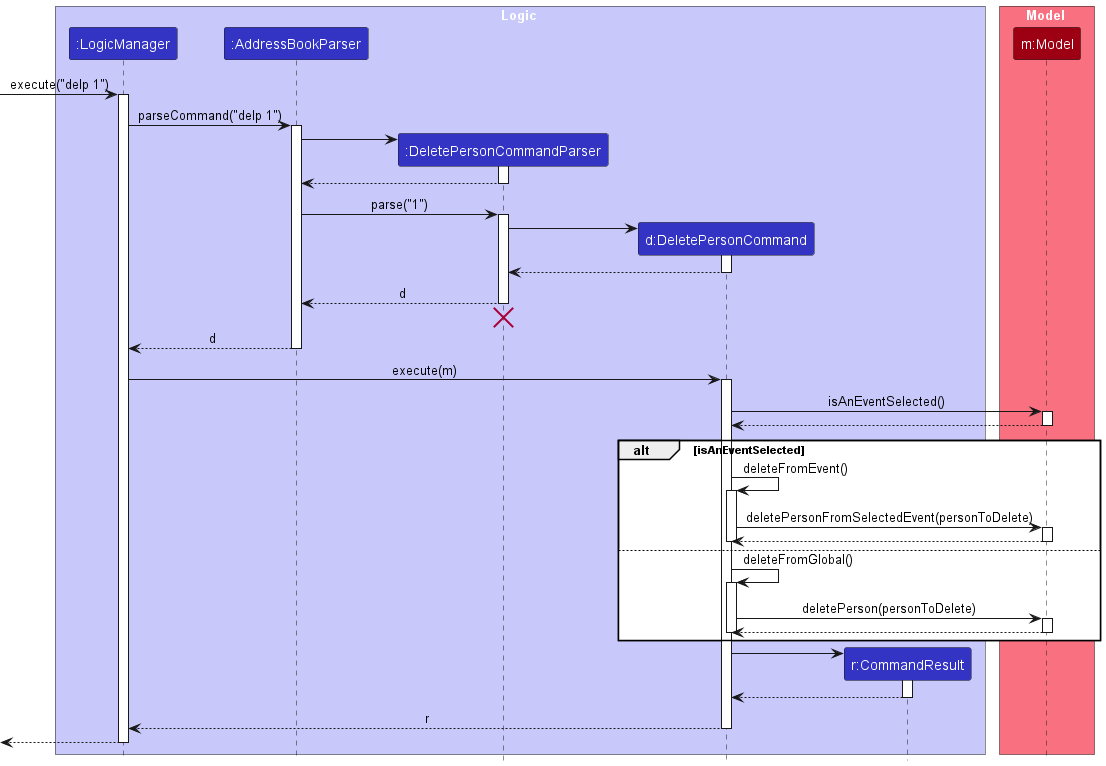 Logic
Model
:LogicManager
:AddressBookParser
m:Model
execute("delp 1")
parseCommand("delp 1")
:DeletePersonCommandParser
parse("1")
d:DeletePersonCommand
d
d
execute(m)
isAnEventSelected()
alt
[isAnEventSelected]
deleteFromEvent()
deletePersonFromSelectedEvent(personToDelete)
deleteFromGlobal()
deletePerson(personToDelete)
r:CommandResult
r